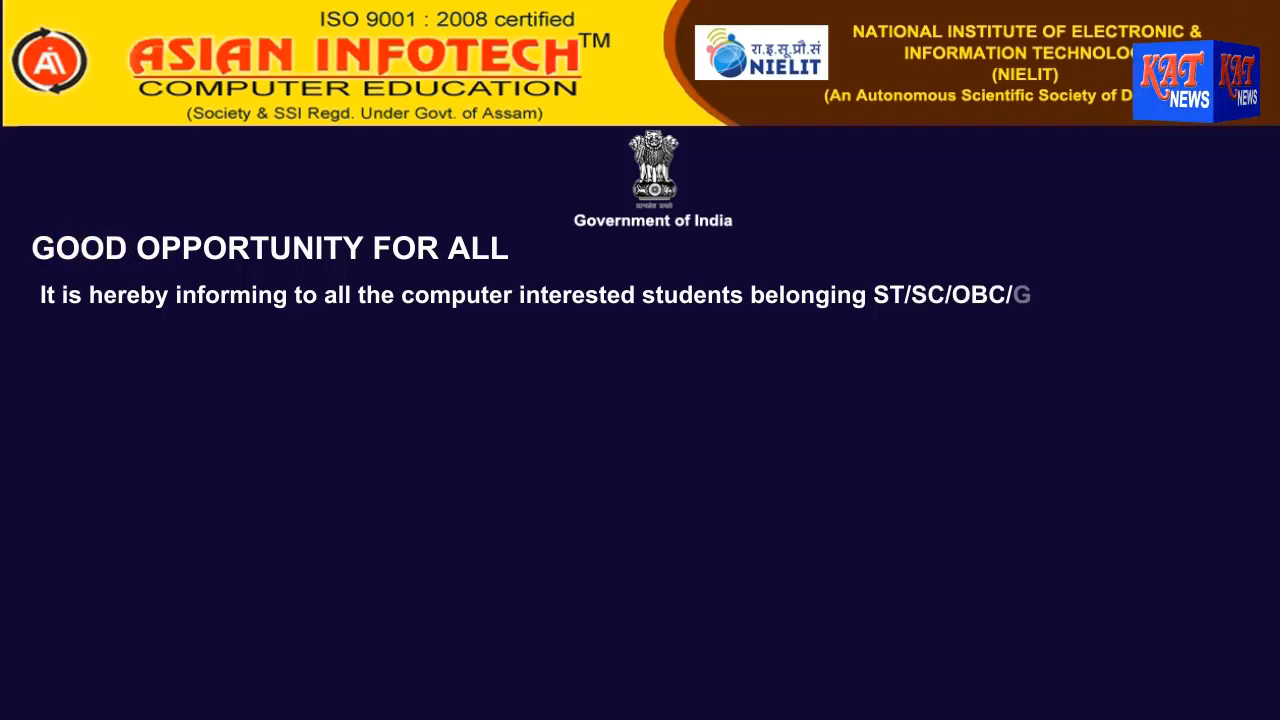 ISO 9001 : 2008 certified
ASIAN INFOTECH TM
COMPUTER EDUCATION
(Society & SSI Regd. Under Govt. of Assam)
रा.इ.सू.प्रौ.सं
NIELIT
NATIONAL INSTITUTE OF ELECTRONIC &
INFORMATION
(NIELIT)
(An Autonomous Scientific Society of
KAT NEWS
KAT NEWS
Government of India
GOOD OPPORTUNITY FOR ALL
It is hereby informing to all the computer interested students belonging ST/SC/OBC/G